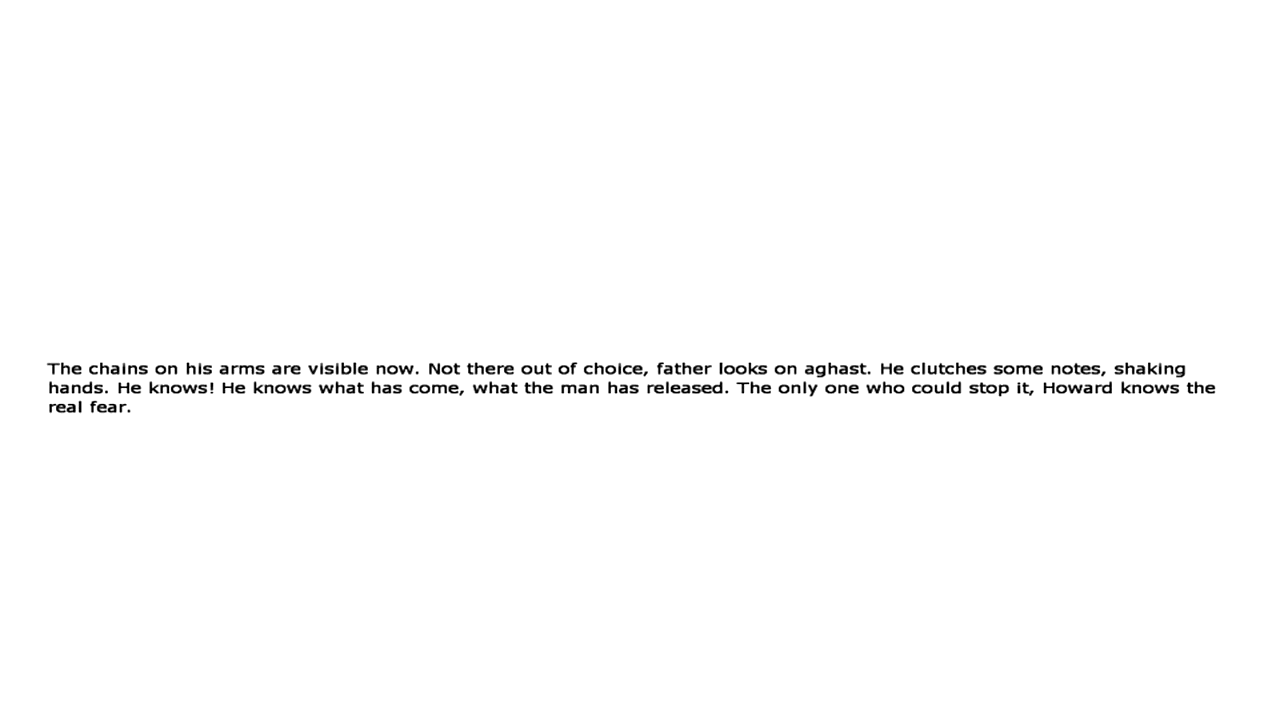 The chains on his arms are visible now. Not there out of choice, father looks on aghast. He clutches some notes, shaking
hands. He knows! He knows what has come, what the man has released. The only one who could stop it, Howard knows the
real fear.